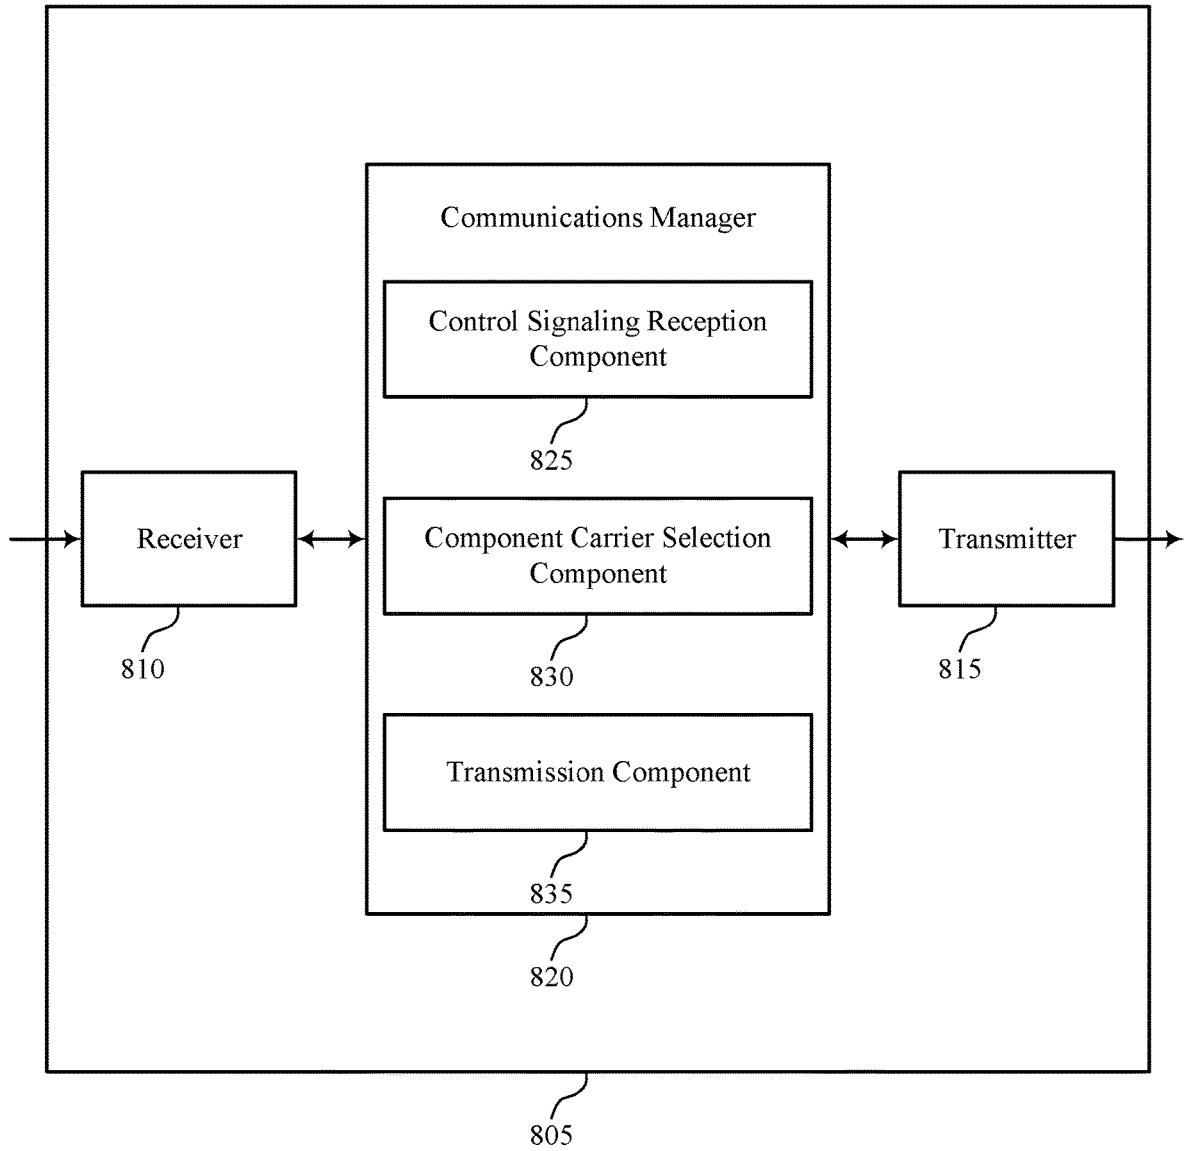 Communications Manager
Control Signaling Reception
Component
825
Receiver
810
Component Carrier Selection
Component
830
Transmitter
815
Transmission Component
835
820
805